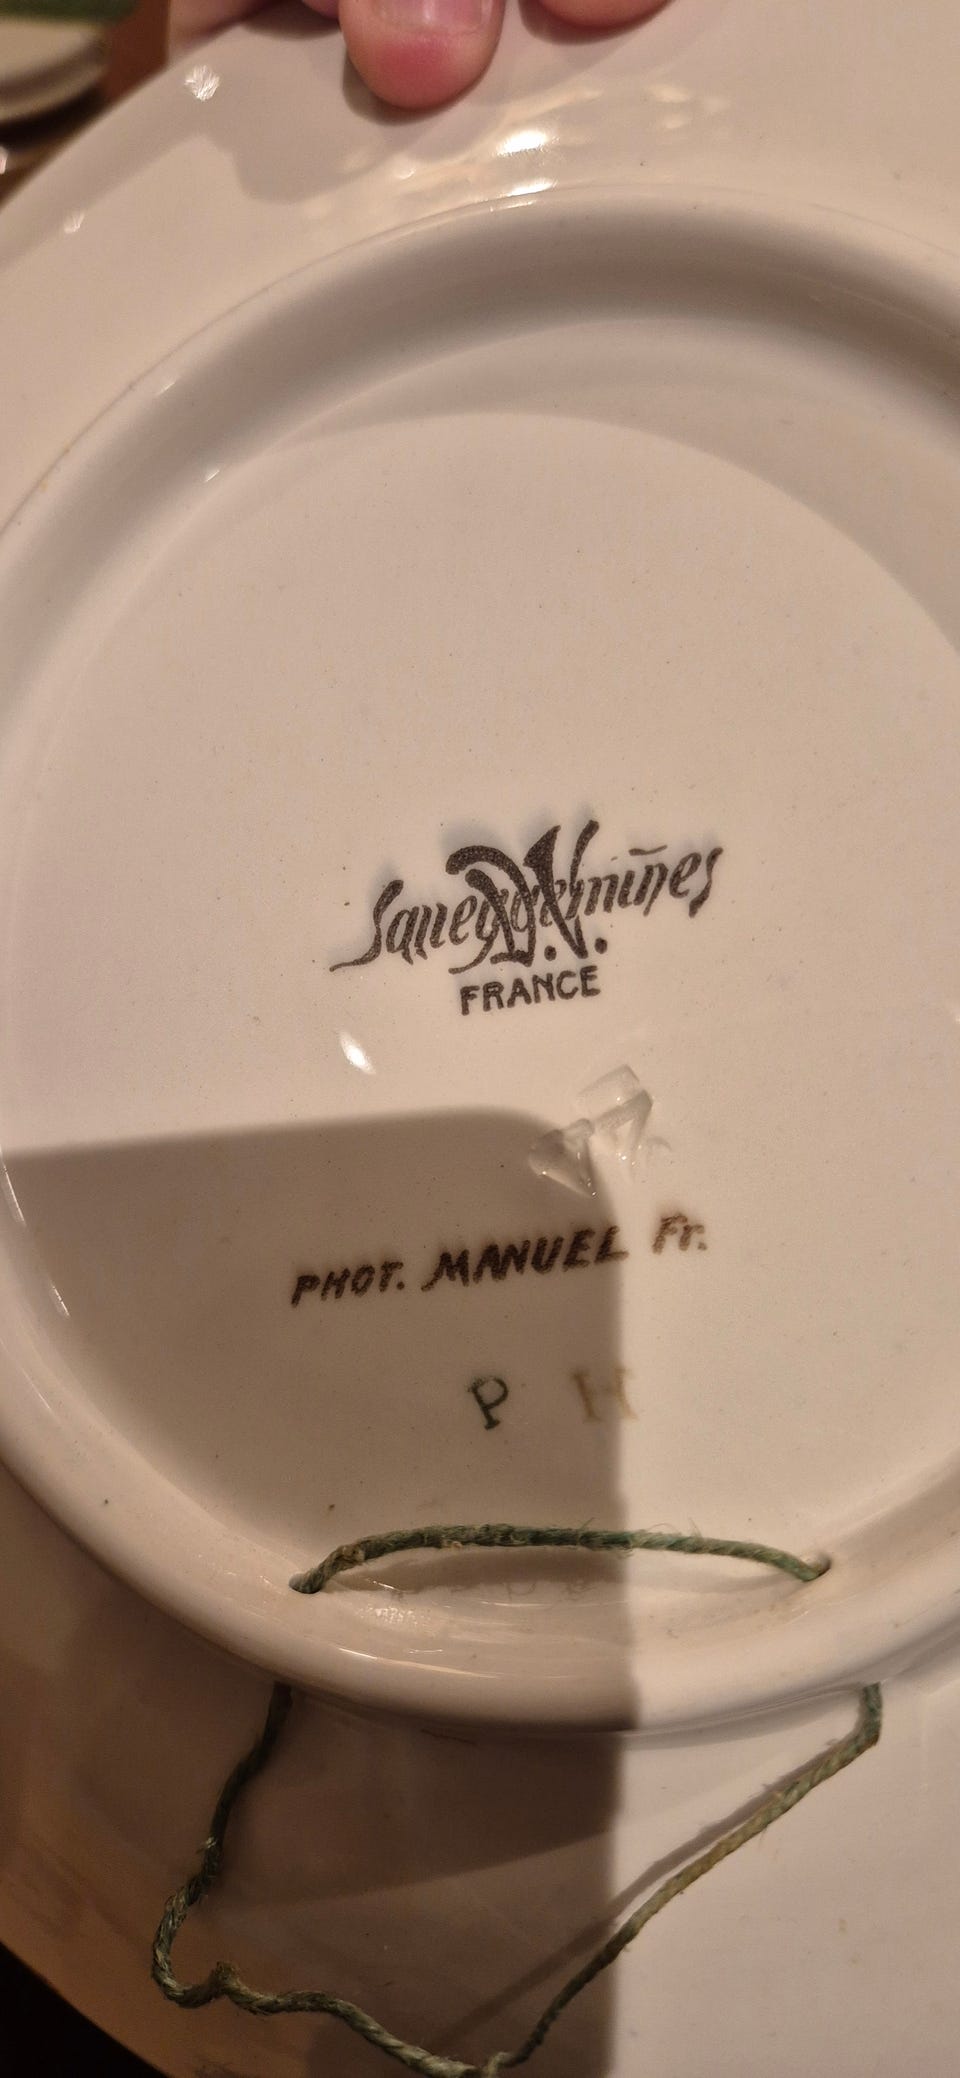 Sarreguemines
D.V.
FRANCE
PHOT. MANUEL Fr.
P H